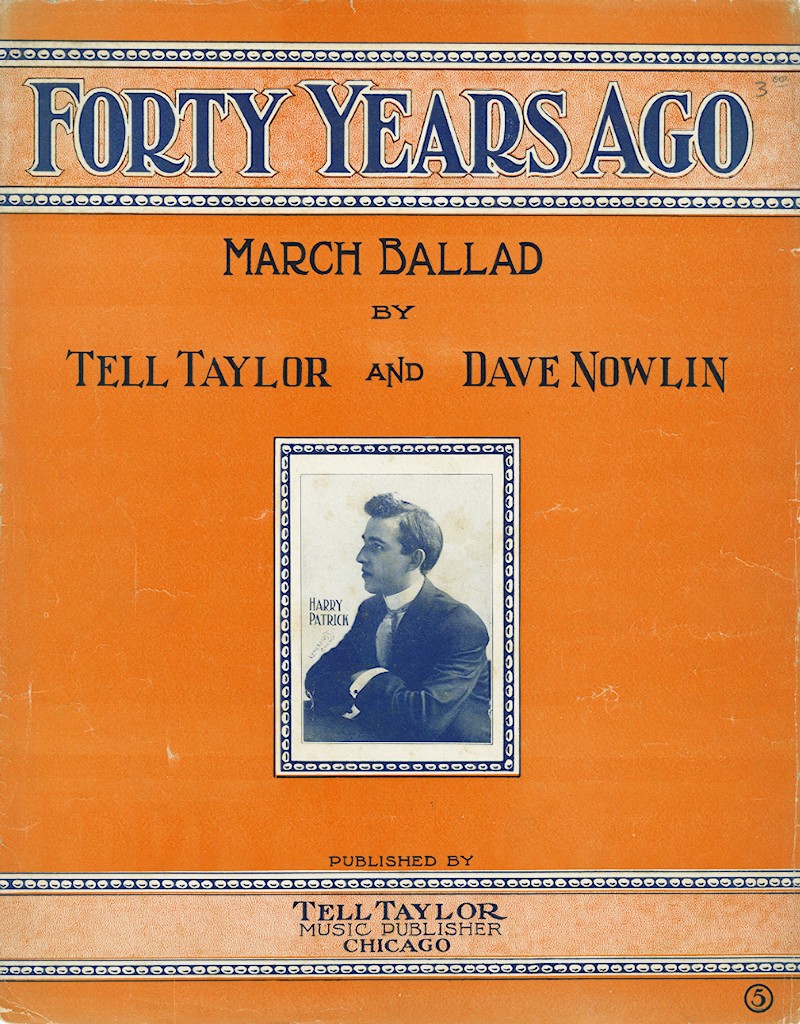 FORTY YEARS AGO
3 00
MARCH BALLAD
BY
TELL TAYLOR AND DAVE NOWLIN
HARRY
PATRICK
PUBLISHED BY
TELL TAYLOR
MUSIC PUBLISHER
CHICAGO
5